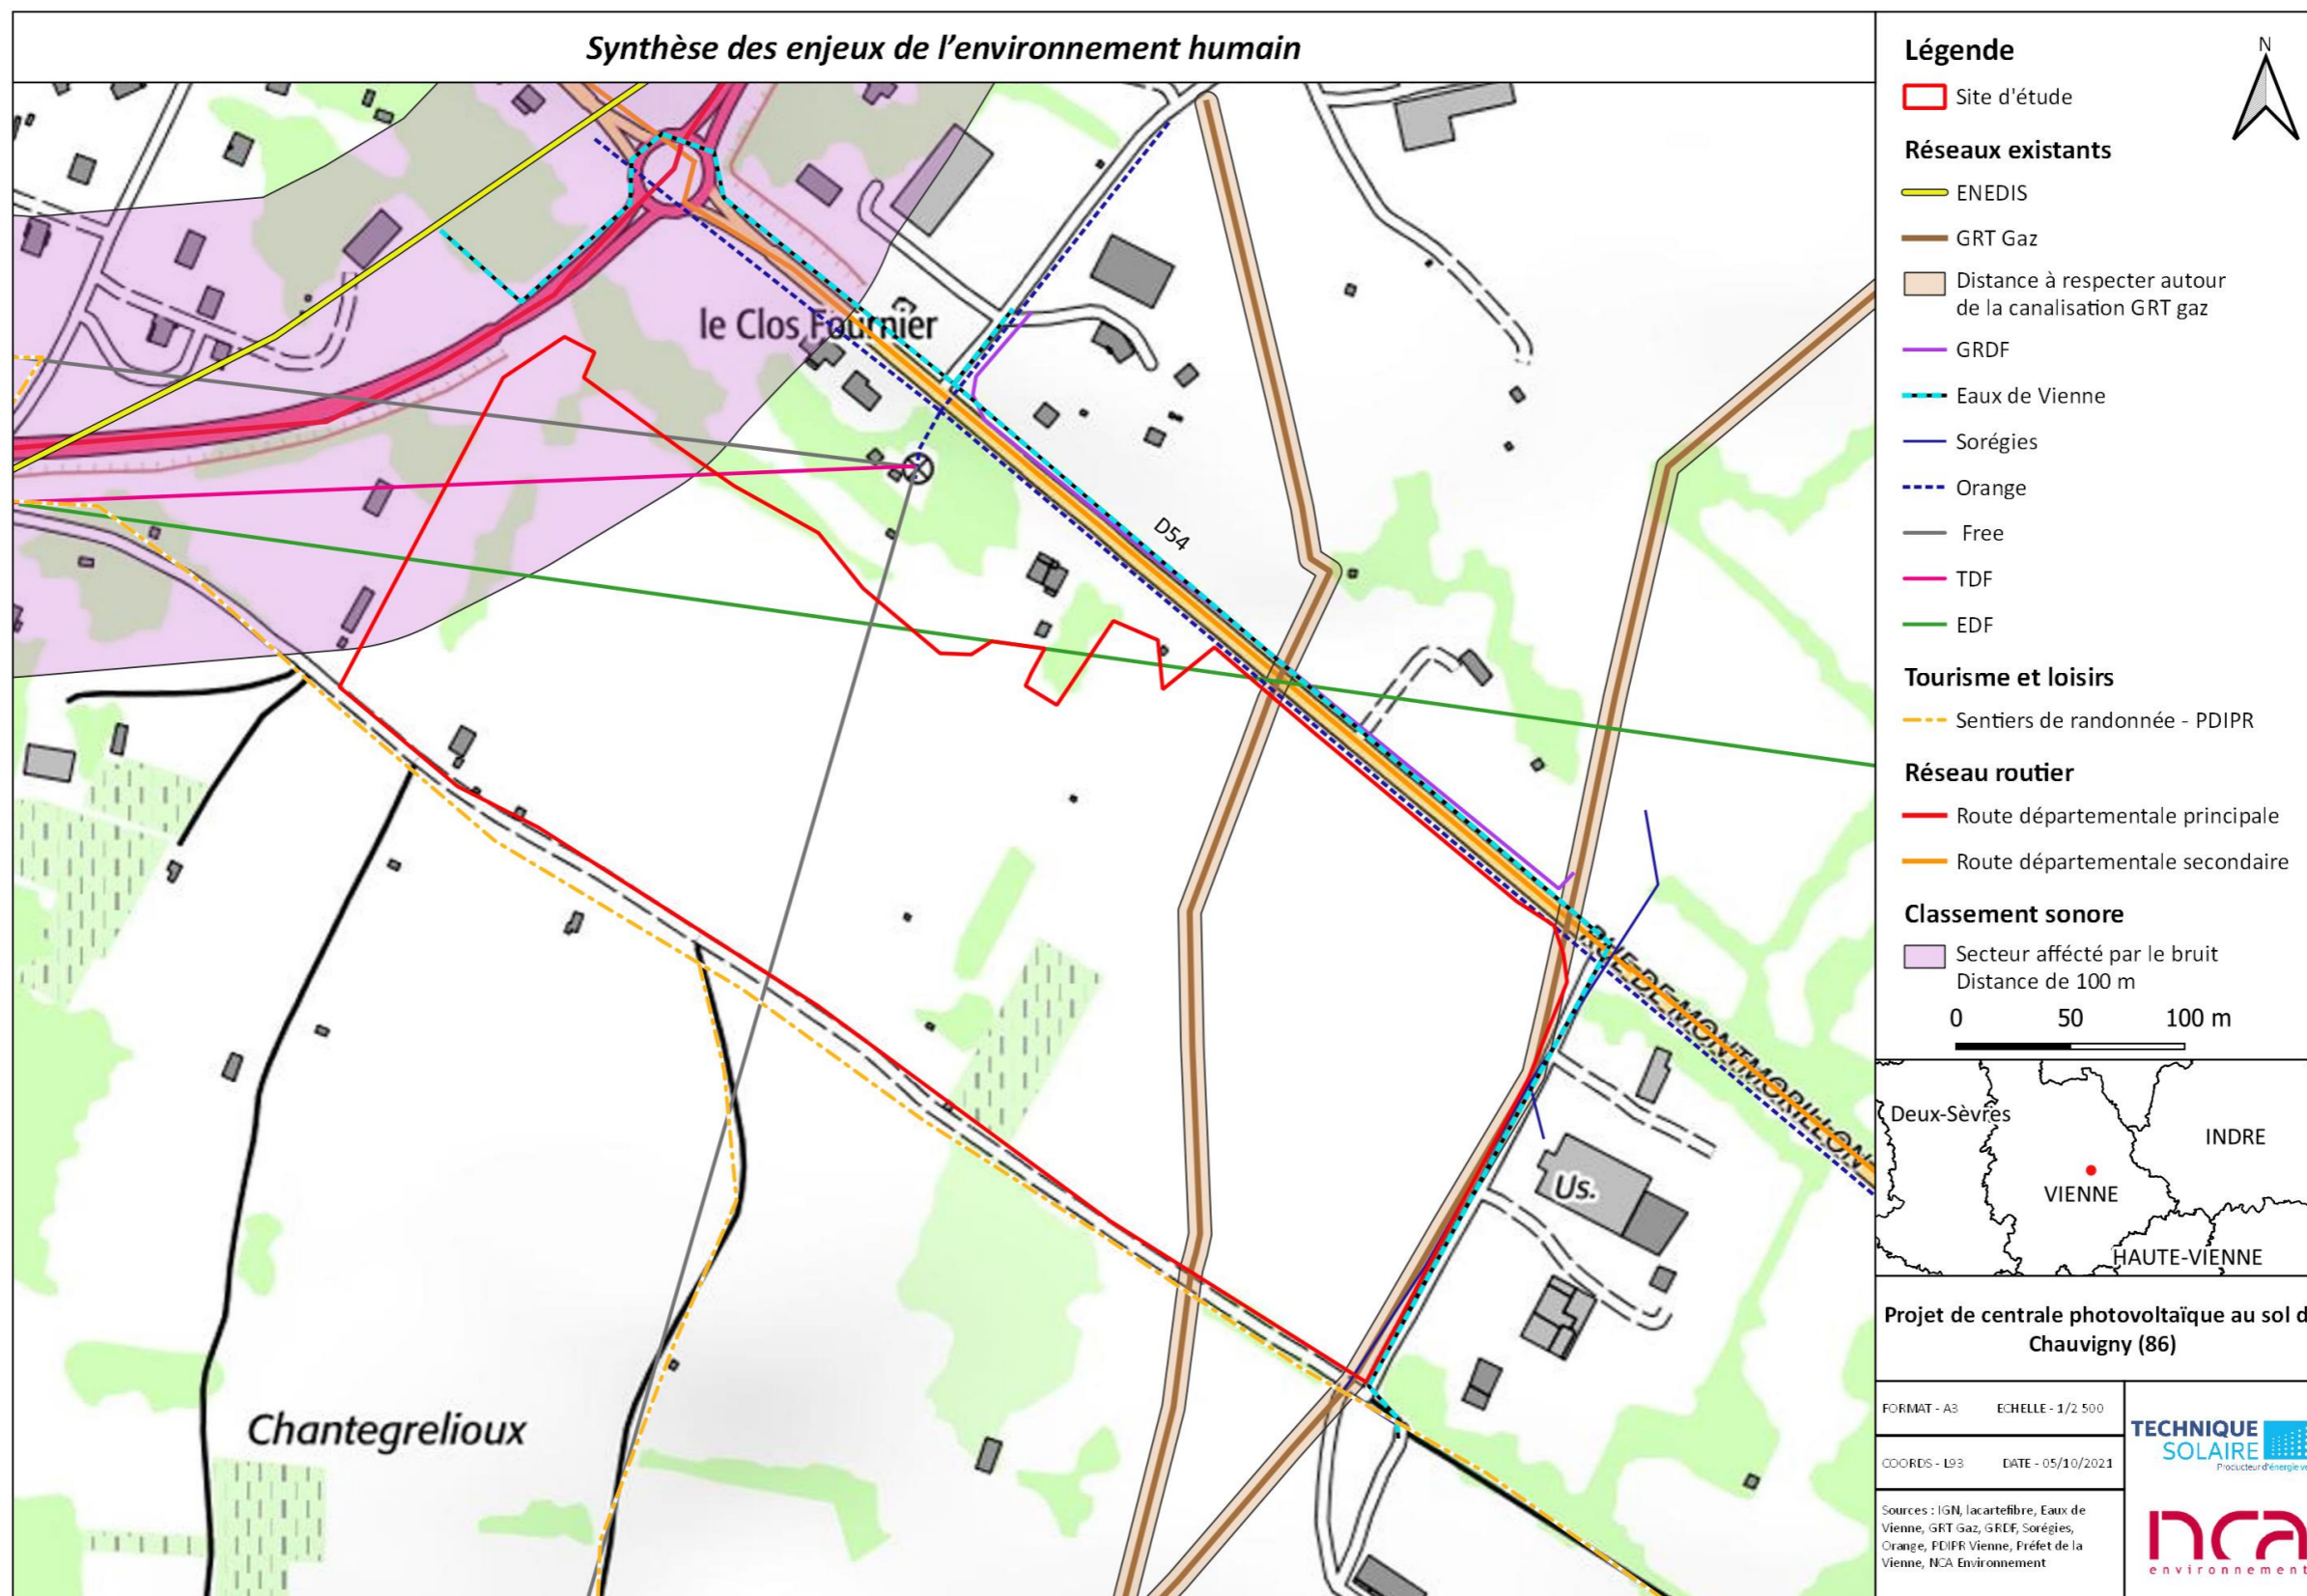 Synthèse des enjeux de l'environnement humain
le Clos Fournier
D54
RUE DE MONTMORILLON
Us.
Chantegrelioux
Légende
N
Site d'étude
Réseaux existants
ENEDIS
GRT Gaz
Distance à respecter autour
de la canalisation GRT gaz
GRDF
Eaux de Vienne
Sorégies
Orange
Free
TDF
EDF
Tourisme et loisirs
Sentiers de randonnée - PDIPR
Réseau routier
Route départementale principale
Route départementale secondaire
Classement sonore
Secteur affécté par le bruit
Distance de 100 m
0 50 100 m
Deux-Sèvres
INDRE
VIENNE
HAUTE-VIENNE
Projet de centrale photovoltaïque au sol d
Chauvigny (86)
FORMAT - A3 ECHELLE - 1/2 500
COORDS - L93 DATE - 05/10/2021
Sources : IGN, lacartefibre, Eaux de
Vienne, GRT Gaz, GRDF, Sorégies,
Orange, PDIPR Vienne, Préfet de la
Vienne, NCA Environnement
TECHNIQUE
SOLAIRE
Producteur d'énergie ve
nca
environnement